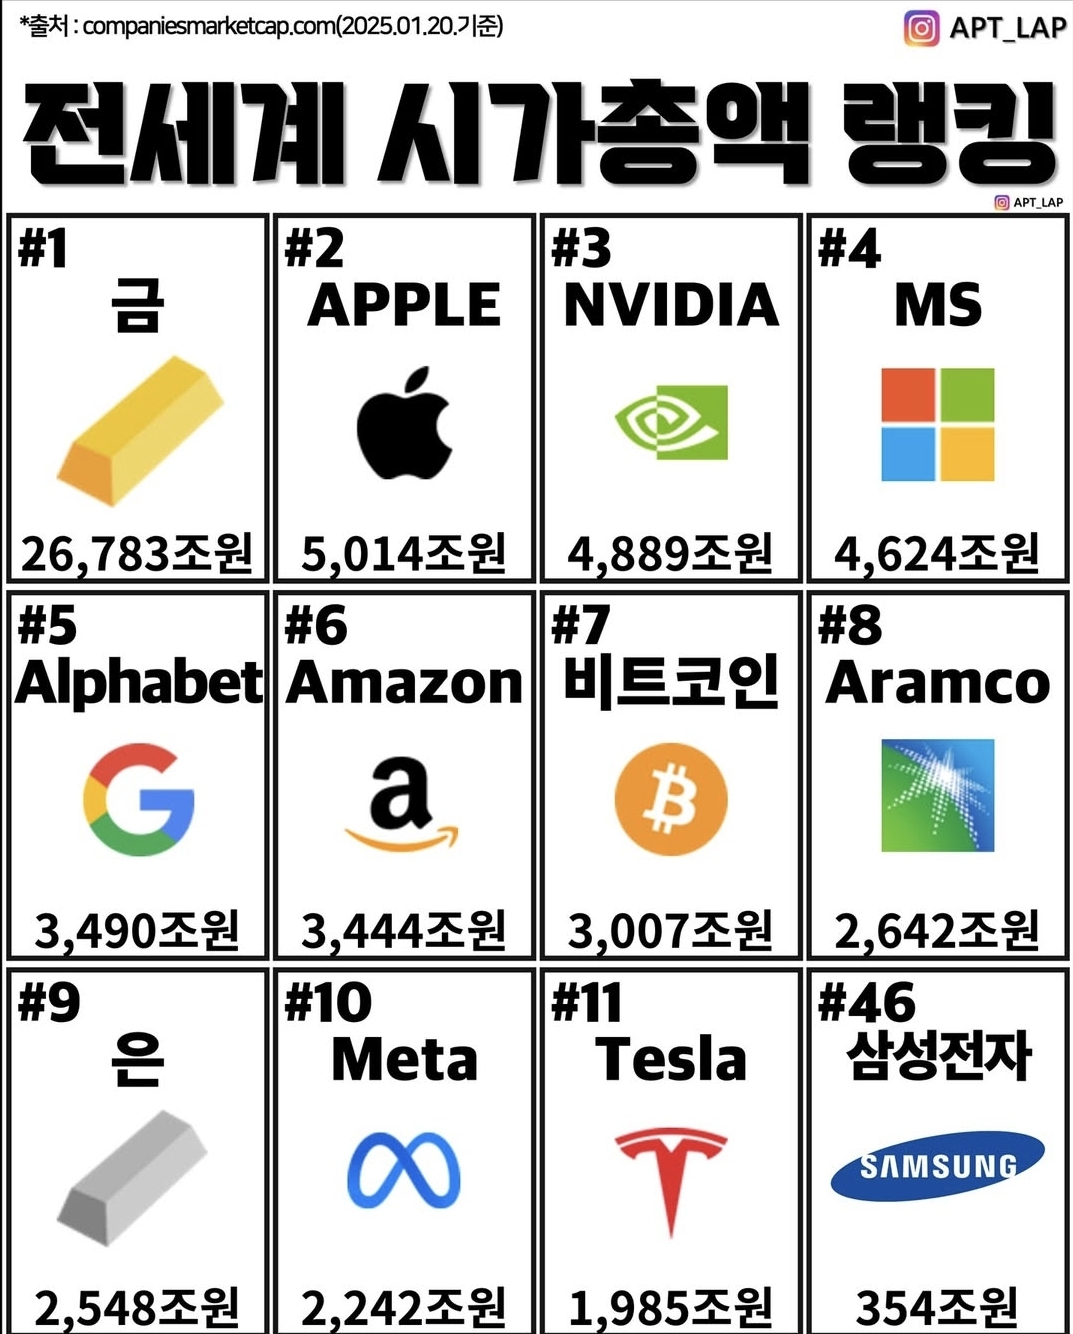 *출처 : companiesmarketcap.com(2025.01.20.기준)
APT_LAP
전세계 시가총액 랭킹
APT_LAP
#1
금
26,783조원
#2
APPLE
5,014조원
#3
NVIDIA
4,889조원
#4
MS
4,624조원
#5
Alphabet
3,490조원
#6
Amazon
a
3,444조원
#7
비트코인
3,007조원
#8
Aramco
2,642조원
#9
은
2,548조원
#10
Meta
2,242조원
#11
Tesla
1,985조원
#46
삼성전자
SAMSUNG
354조원